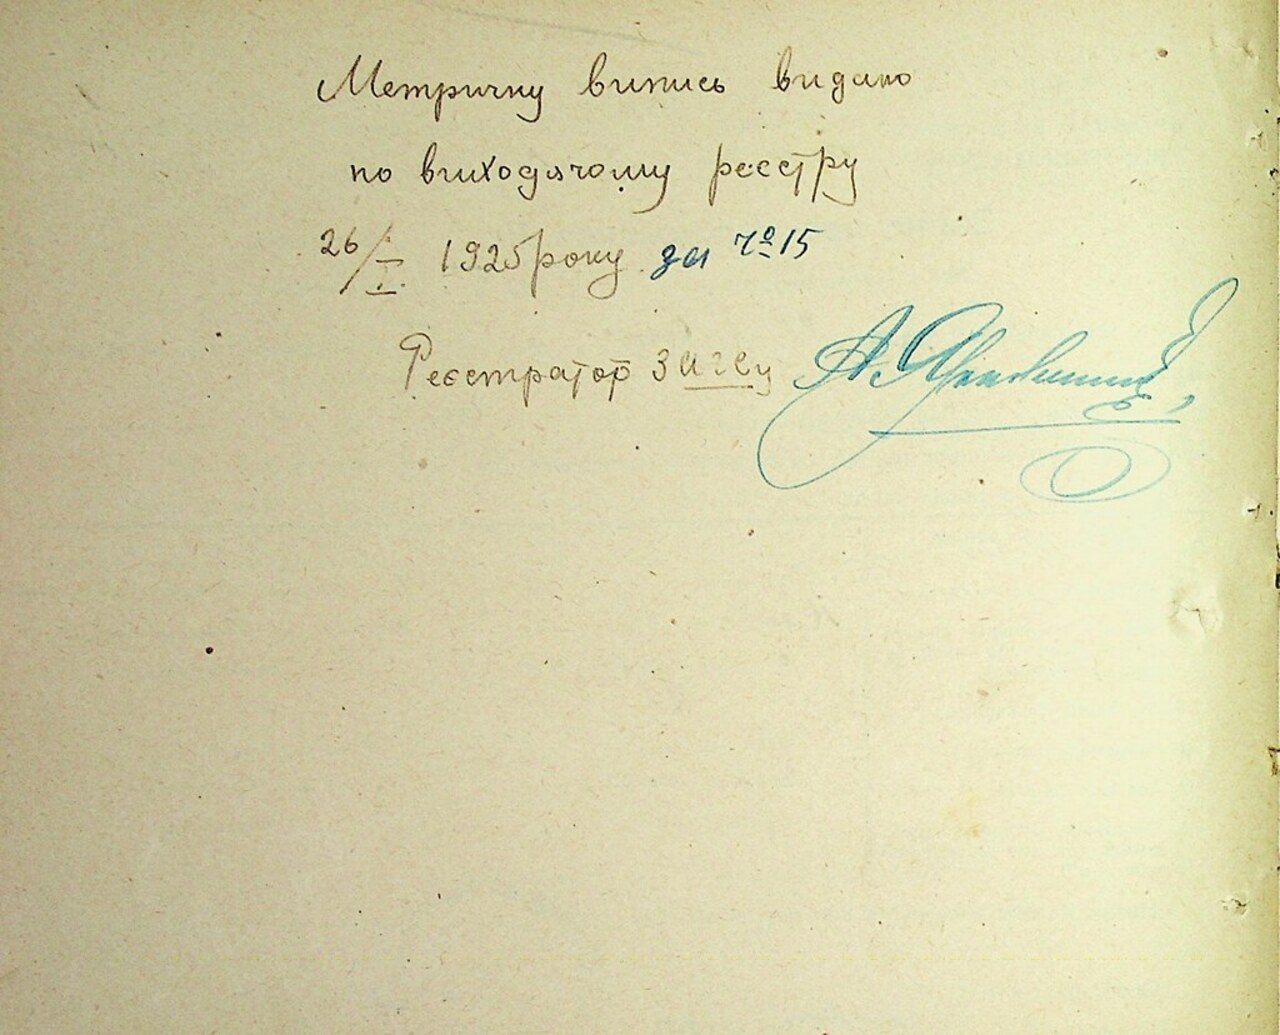 Метричну випись видано
по виходячому реєстру
26/I 1925 року за № 15
Реєстратор ЗАГСу А.